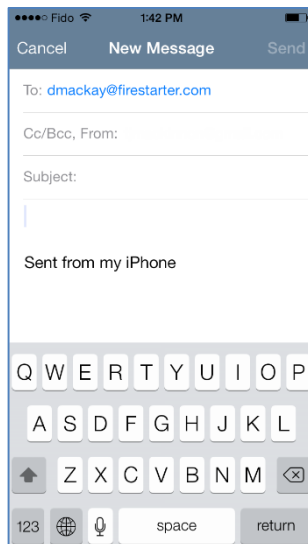 Fido 1:42 PM
Cancel New Message Send
To: dmackay@firestarter.com
Cc/Bcc, From:
Subject:
Sent from my iPhone
Q W E R T Y U I O P
A S D F G H J K L
Z X C V B N M
123 space return